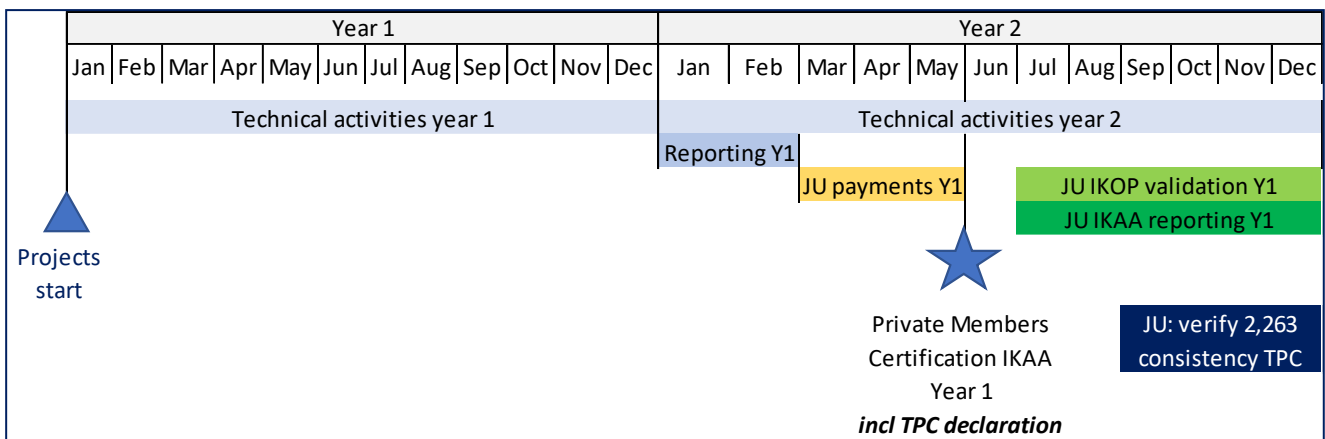 Year 1 Year 2
Jan Feb Mar Apr May Jun Jul Aug Sep Oct Nov Dec Jan Feb Mar Apr May Jun Jul Aug Sep Oct Nov Dec
Technical activities year 1 Technical activities year 2
Reporting Y1
JU payments Y1 JU IKOP validation Y1
JU IKAA reporting Y1
Projects
start
Private Members
Certification IKAA
Year 1
incl TPC declaration
JU: verify 2,263
consistency TPC